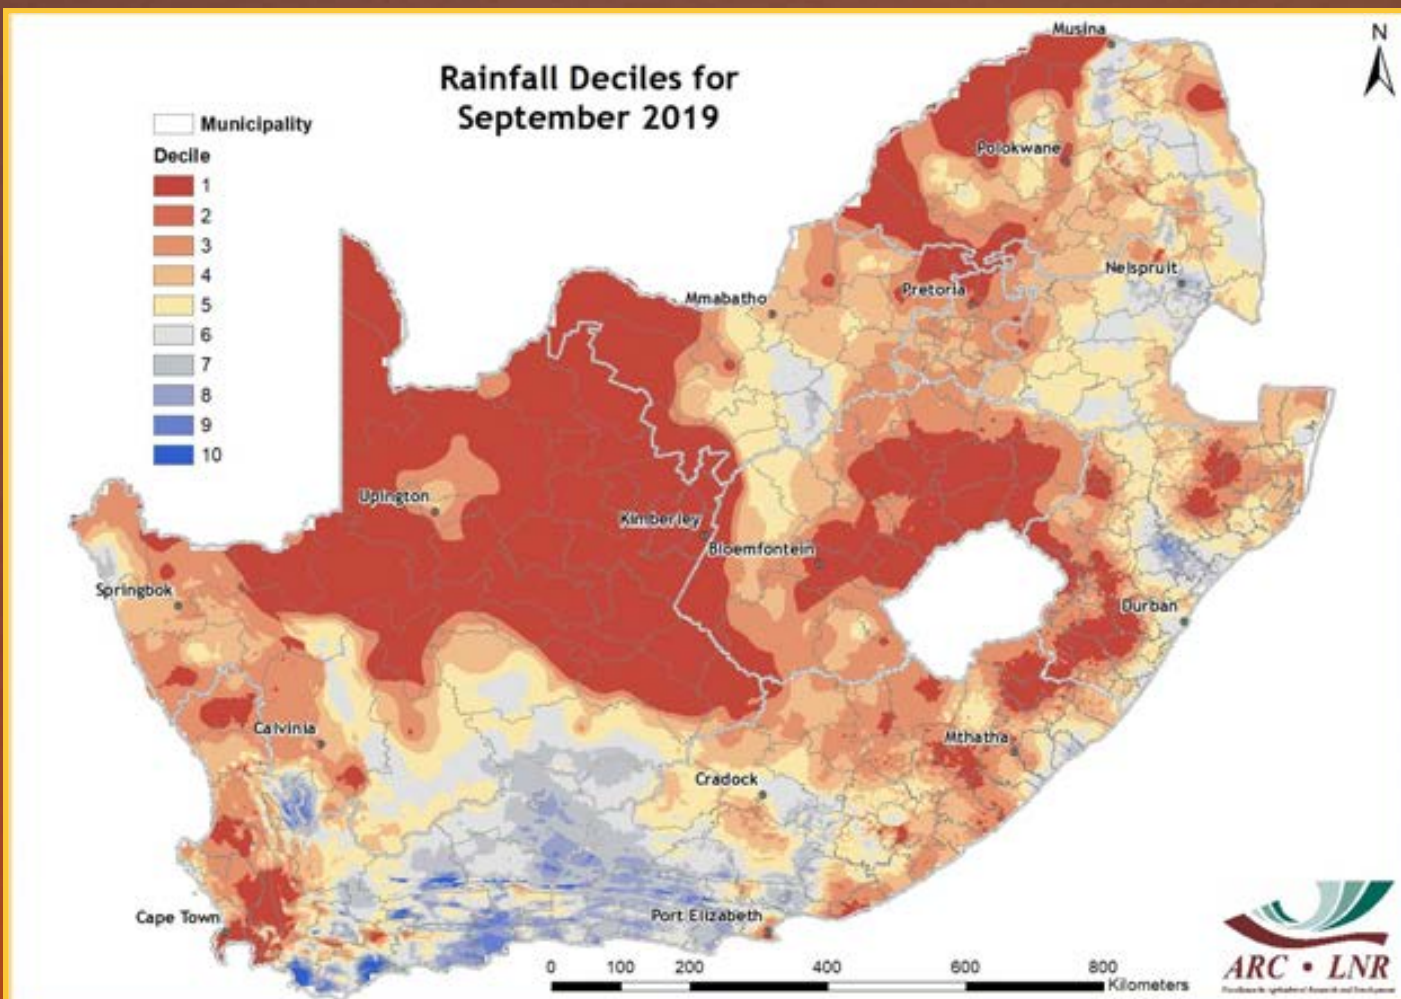 Rainfall Deciles for
September 2019
N
Municipality
Decile
1
2
3
4
5
6
7
8
9
10
Musina
Polokwane
Nelspruit
Pretoria
Mmabatho
Upington
Kimberley
Bloemfontein
Springbok
Durban
Calvinia
Mthatha
Cradock
Cape Town
Port Elizabeth
0 100 200 400 600 800
Kilometers
ARC • LNR